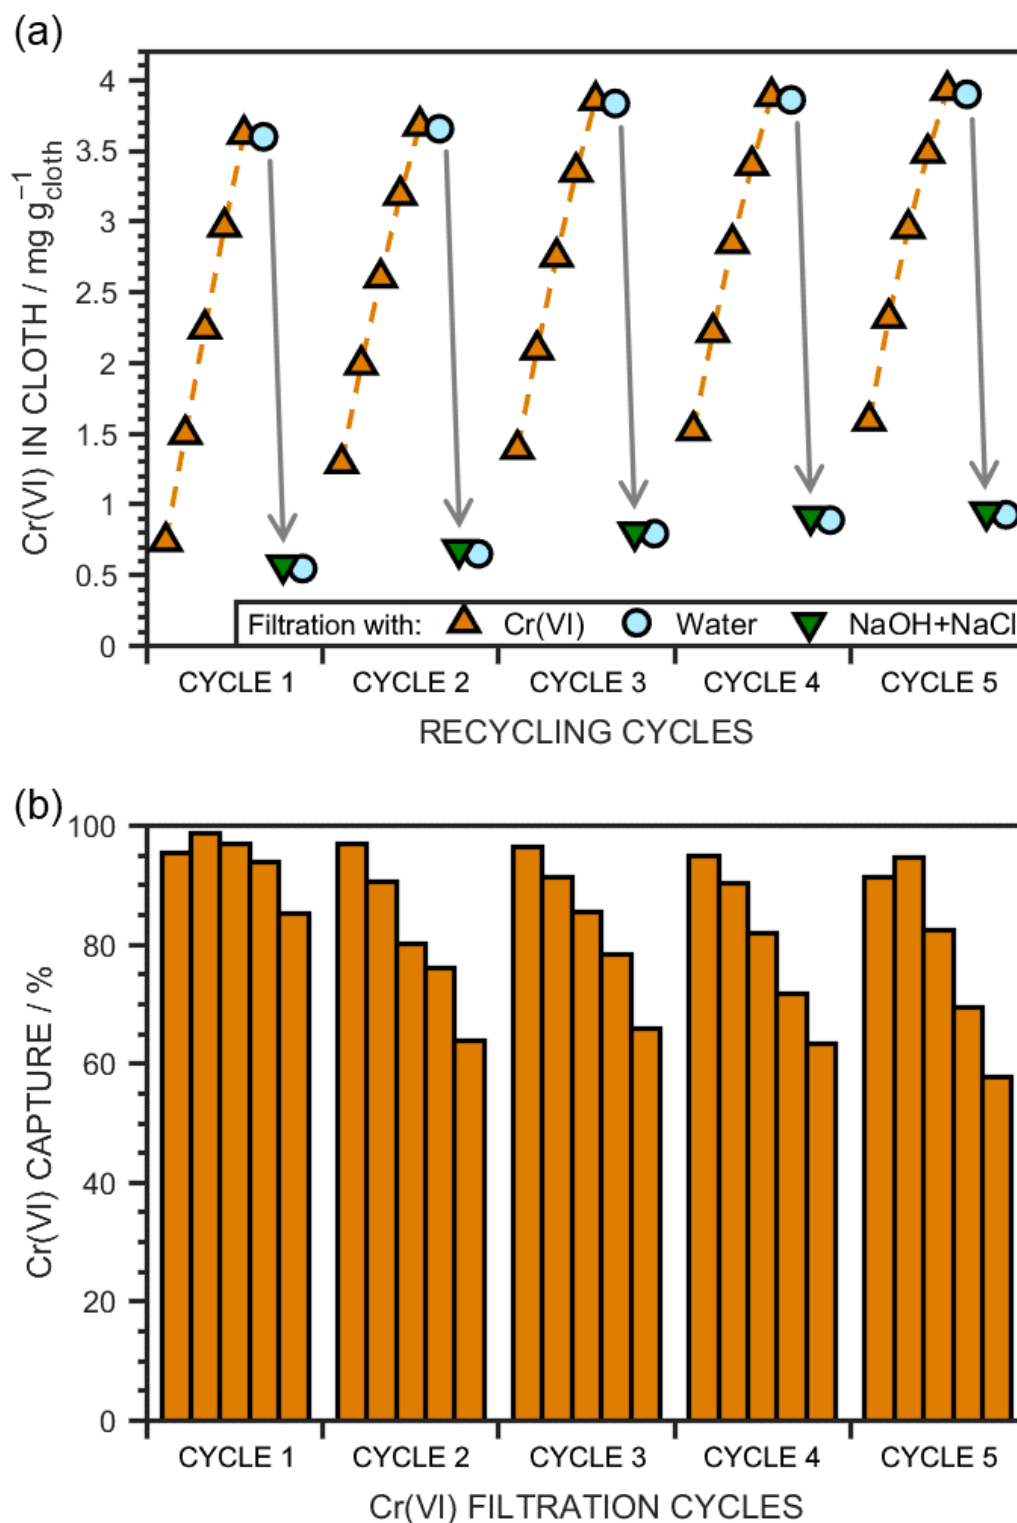 (a)
Cr(VI) IN CLOTH / mg g⁻¹cloth
4
3.5
3
2.5
2
1.5
1
0.5
0
Filtration with: Cr(VI) Water NaOH+NaCl
CYCLE 1 CYCLE 2 CYCLE 3 CYCLE 4 CYCLE 5
RECYCLING CYCLES
(b)
Cr(VI) CAPTURE / %
100
80
60
40
20
0
CYCLE 1 CYCLE 2 CYCLE 3 CYCLE 4 CYCLE 5
Cr(VI) FILTRATION CYCLES